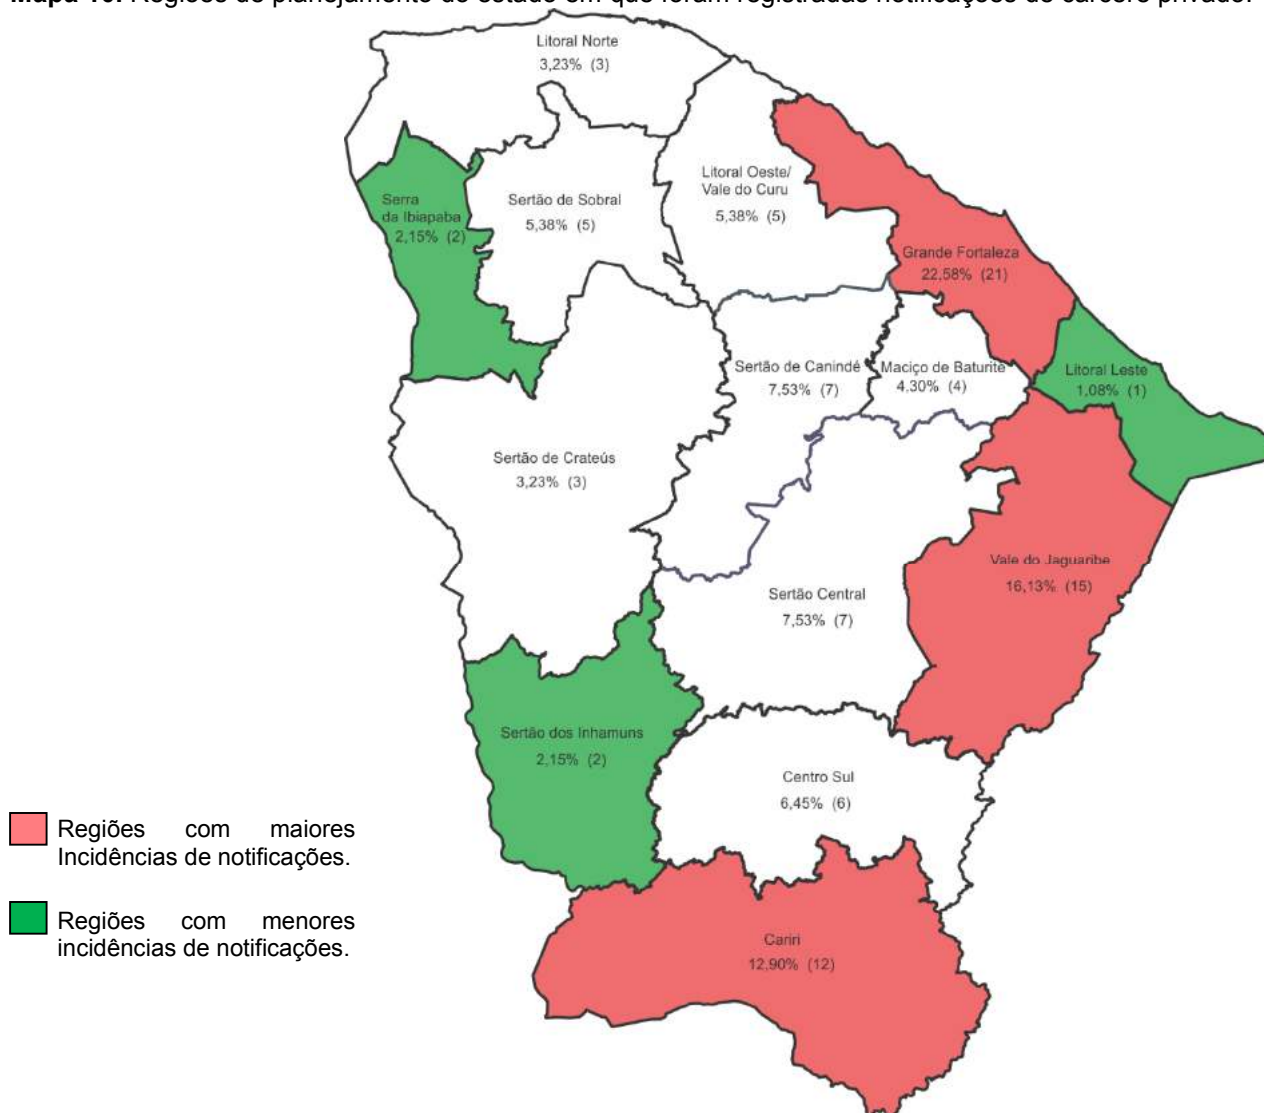 Mapa 10. Regiões de planejamento do estado em que foram registradas notificações de cárcere privado.
Litoral Norte
3,23% (3)
Litoral Oeste/
Vale do Curu
5,38% (5)
Serra
da Ibiapaba
2,15% (2)
Sertão de Sobral
5,38% (5)
Grande Fortaleza
22,58% (21)
Sertão de Canindé
7,53% (7)
Maciço de Baturité
4,30% (4)
Litoral Leste
1,08% (1)
Sertão de Crateús
3,23% (3)
Vale do Jaguaribe
16,13% (15)
Sertão Central
7,53% (7)
Sertão dos Inhamuns
2,15% (2)
Centro Sul
6,45% (6)
Regiões com maiores
Incidências de notificações.
Regiões com menores
incidências de notificações.
Cariri
12,90% (12)